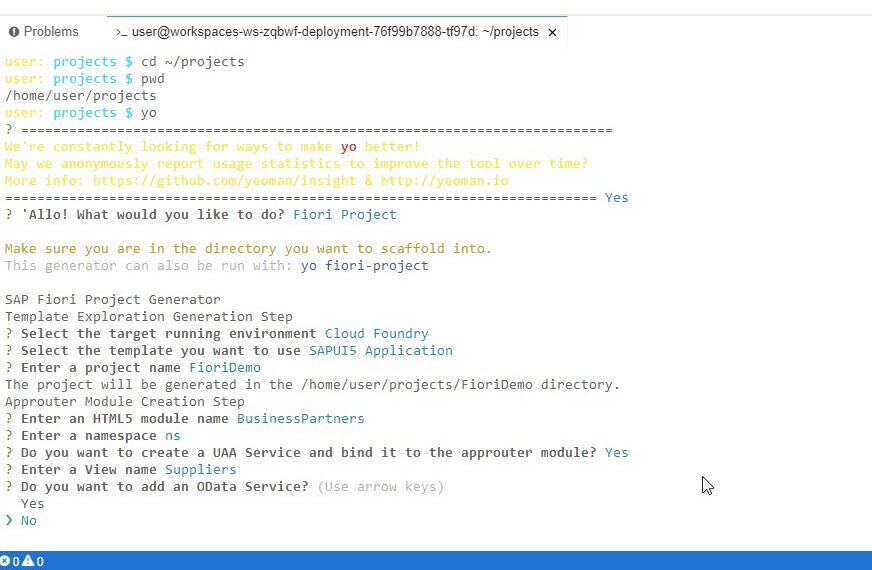 Problems >_ user@workspaces-ws-zqbwf-deployment-76f99b7888-tf97d: ~/projects ×
user: projects $ cd ~/projects
user: projects $ pwd
/home/user/projects
user: projects $ yo
? ==========================================================================
We're constantly looking for ways to make yo better!
May we anonymously report usage statistics to improve the tool over time?
More info: https://github.com/yeoman/insight & http://yeoman.io
========================================================================== Yes
? 'Allo! What would you like to do? Fiori Project
Make sure you are in the directory you want to scaffold into.
This generator can also be run with: yo fiori-project
SAP Fiori Project Generator
Template Exploration Generation Step
? Select the target running environment Cloud Foundry
? Select the template you want to use SAPUI5 Application
? Enter a project name FioriDemo
The project will be generated in the /home/user/projects/FioriDemo directory.
Approuter Module Creation Step
? Enter an HTML5 module name BusinessPartners
? Enter a namespace ns
? Do you want to create a UAA Service and bind it to the approuter module? Yes
? Enter a View name Suppliers
? Do you want to add an OData Service? (Use arrow keys)
Yes
❯ No
0 0